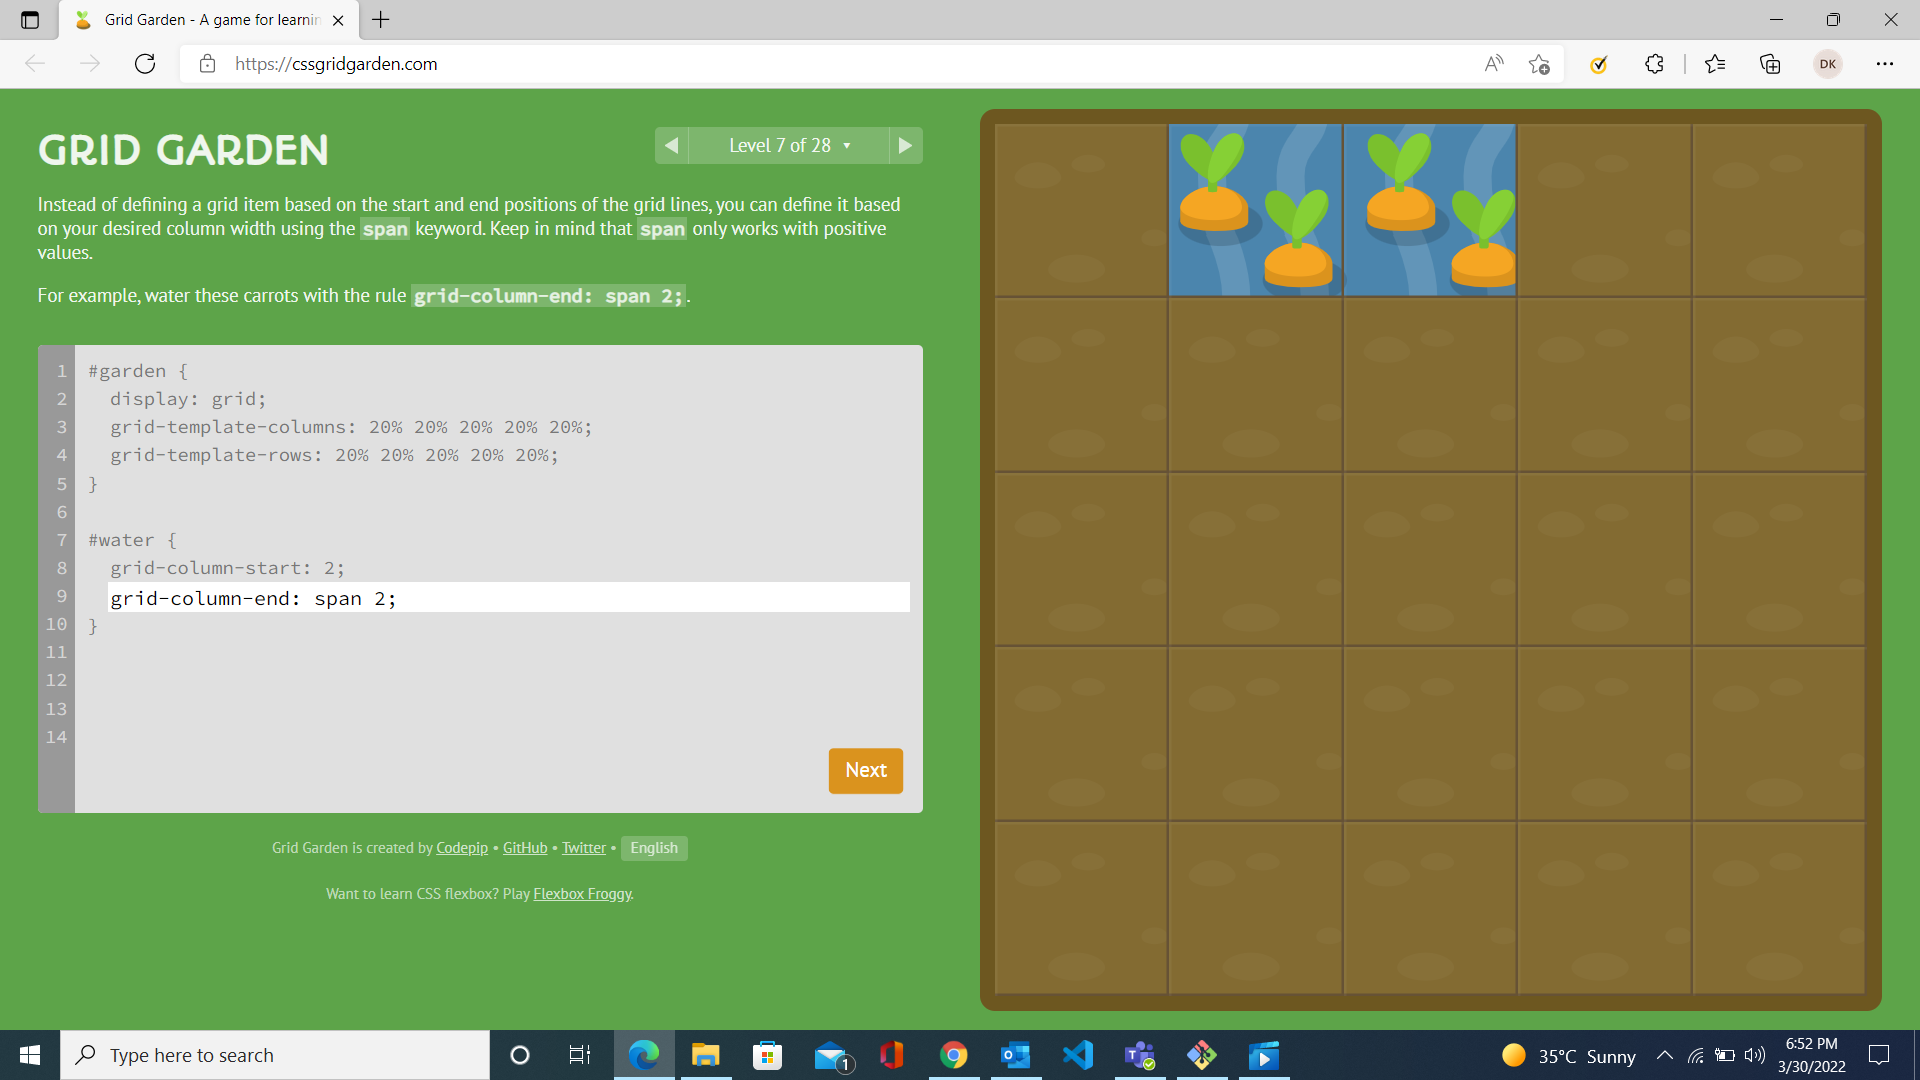 Grid Garden - A game for learnin
https://cssgridgarden.com
DK
GRID GARDEN
Level 7 of 28
Instead of defining a grid item based on the start and end positions of the grid lines, you can define it based
on your desired column width using the span keyword. Keep in mind that span only works with positive
values.
For example, water these carrots with the rule grid-column-end: span 2;.
1 #garden {
2 display: grid;
3 grid-template-columns: 20% 20% 20% 20% 20%;
4 grid-template-rows: 20% 20% 20% 20% 20%;
5 }
6
7 #water {
8 grid-column-start: 2;
9 grid-column-end: span 2;
10 }
11
12
13
14
Next
Grid Garden is created by Codepip • GitHub • Twitter • English
Want to learn CSS flexbox? Play Flexbox Froggy.
Type here to search
1
35°C Sunny
6:52 PM
3/30/2022